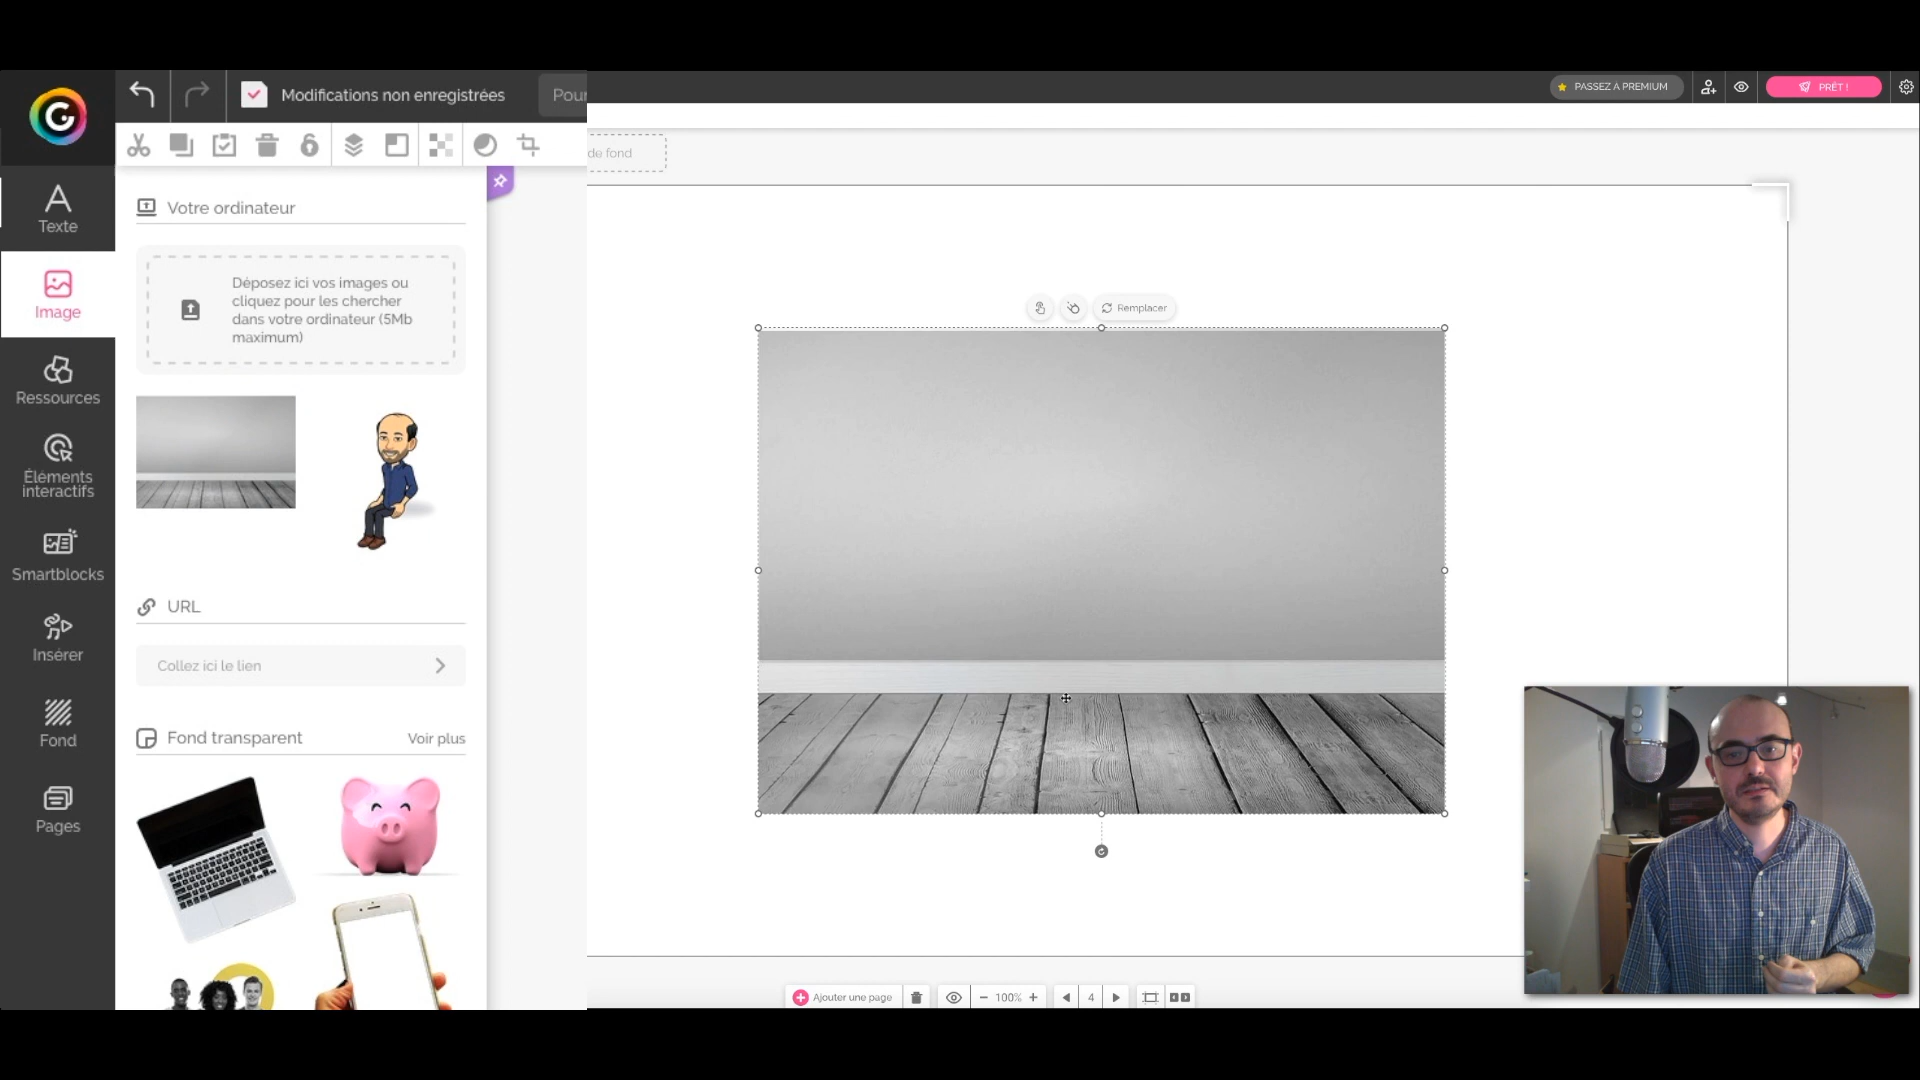 Modifications non enregistrées
Pour
PASSEZ À PREMIUM
PRÊT !
Texte
Image
Ressources
Éléments
interactifs
Smartblocks
Insérer
Fond
Pages
Votre ordinateur
Déposez ici vos images ou
cliquez pour les chercher
dans votre ordinateur (5Mb
maximum)
URL
Collez ici le lien
Fond transparent
Voir plus
de fond
Remplacer
Ajouter une page
100%
4